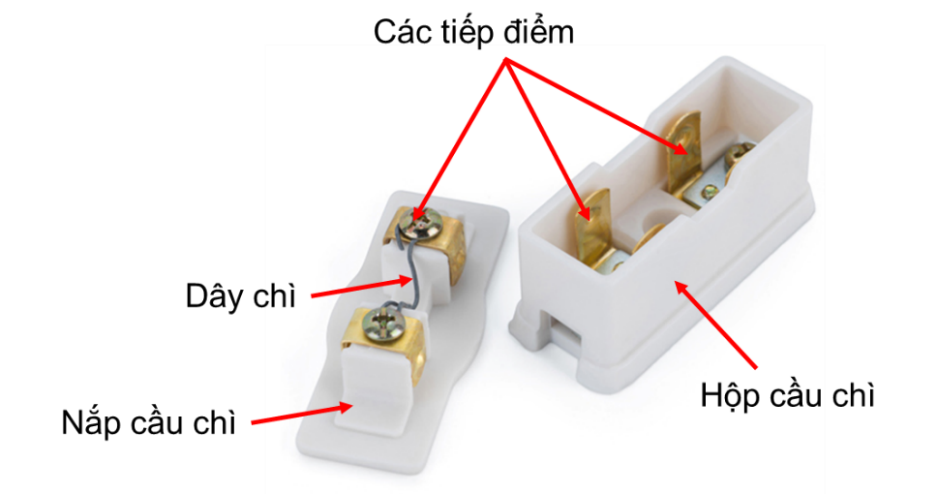 Các tiếp điểm
Dây chì
Hộp cầu chì
Nắp cầu chì